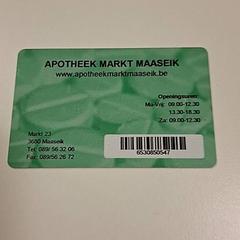 APOTHEEK MARKT MAASEIK
www.apotheekmarktmaaseik.be
Openingsuren:
Ma-Vrij: 09.00-12.30
13.30-18.30
Za: 09.00-12.30
Markt 23
3680 Maaseik
Tel: 089/56 32 06
Fax: 089/56 26 72
6530850547